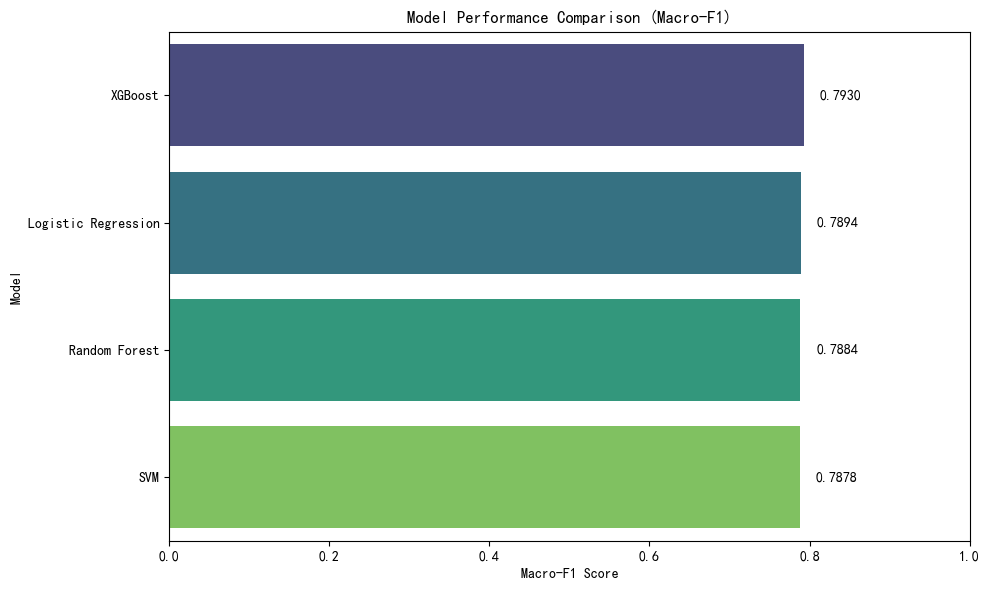 Model Performance Comparison (Macro-F1)
XGBoost
0.7930
Logistic Regression
0.7894
Model
Random Forest
0.7884
SVM
0.7878
0.0 0.2 0.4 0.6 0.8 1.0
Macro-F1 Score